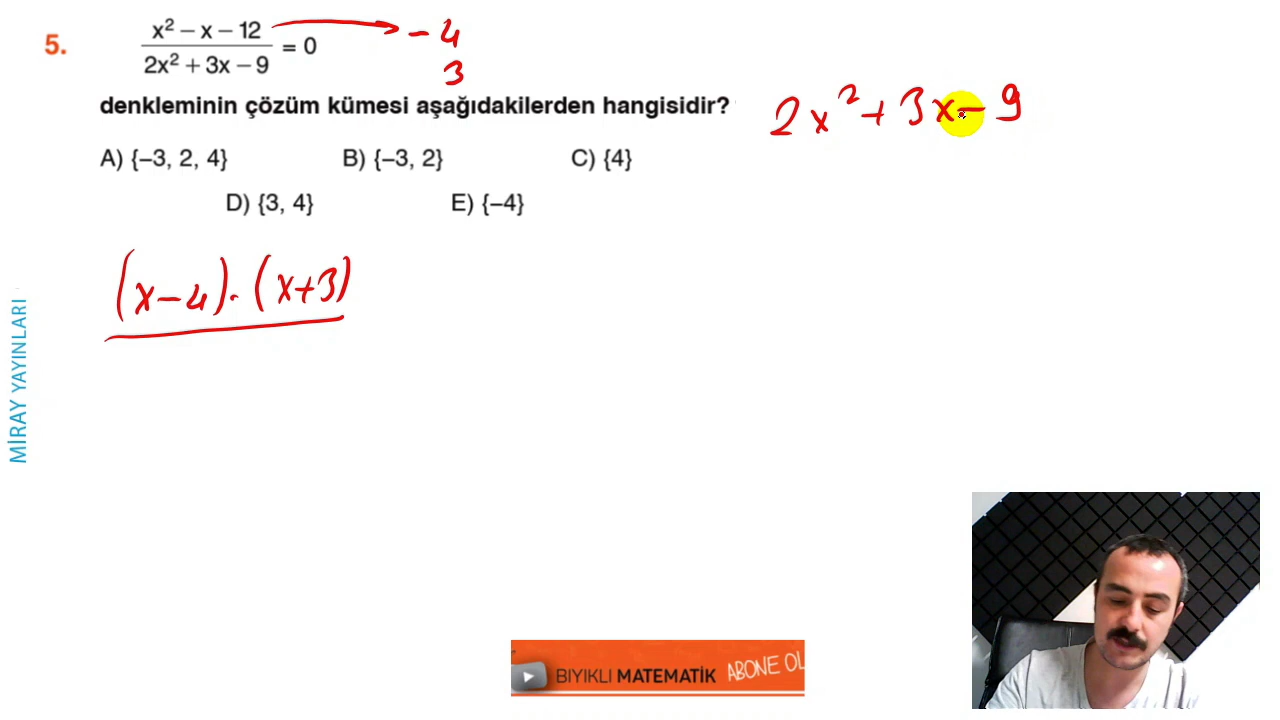 5.
x² – x – 12
2x² + 3x – 9
= 0
– 4
3
denkleminin çözüm kümesi aşağıdakilerden hangisidir?
2x² + 3x – 9
A) {–3, 2, 4} B) {–3, 2} C) {4}
D) {3, 4} E) {–4}
(x – 4) . (x + 3)
MİRAY YAYINLARI
BIYIKLI MATEMATİK ABONE OL